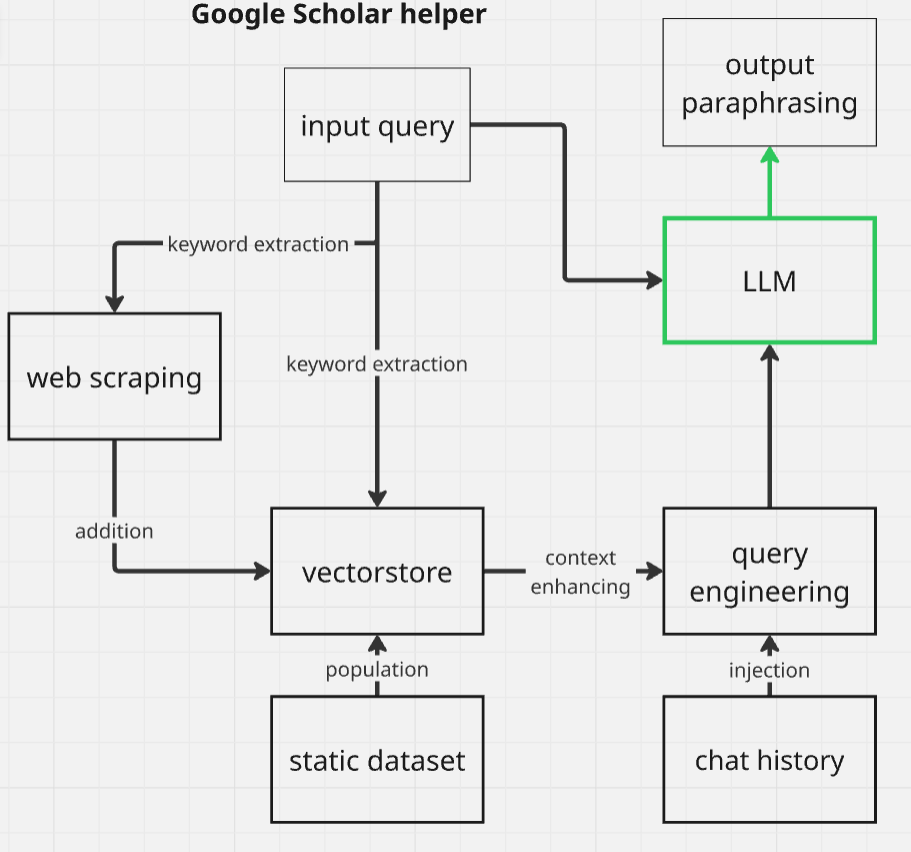 Google Scholar helper
output
paraphrasing
input query
keyword extraction
LLM
keyword extraction
web scraping
addition
vectorstore
context
enhancing
query
engineering
population
injection
static dataset
chat history